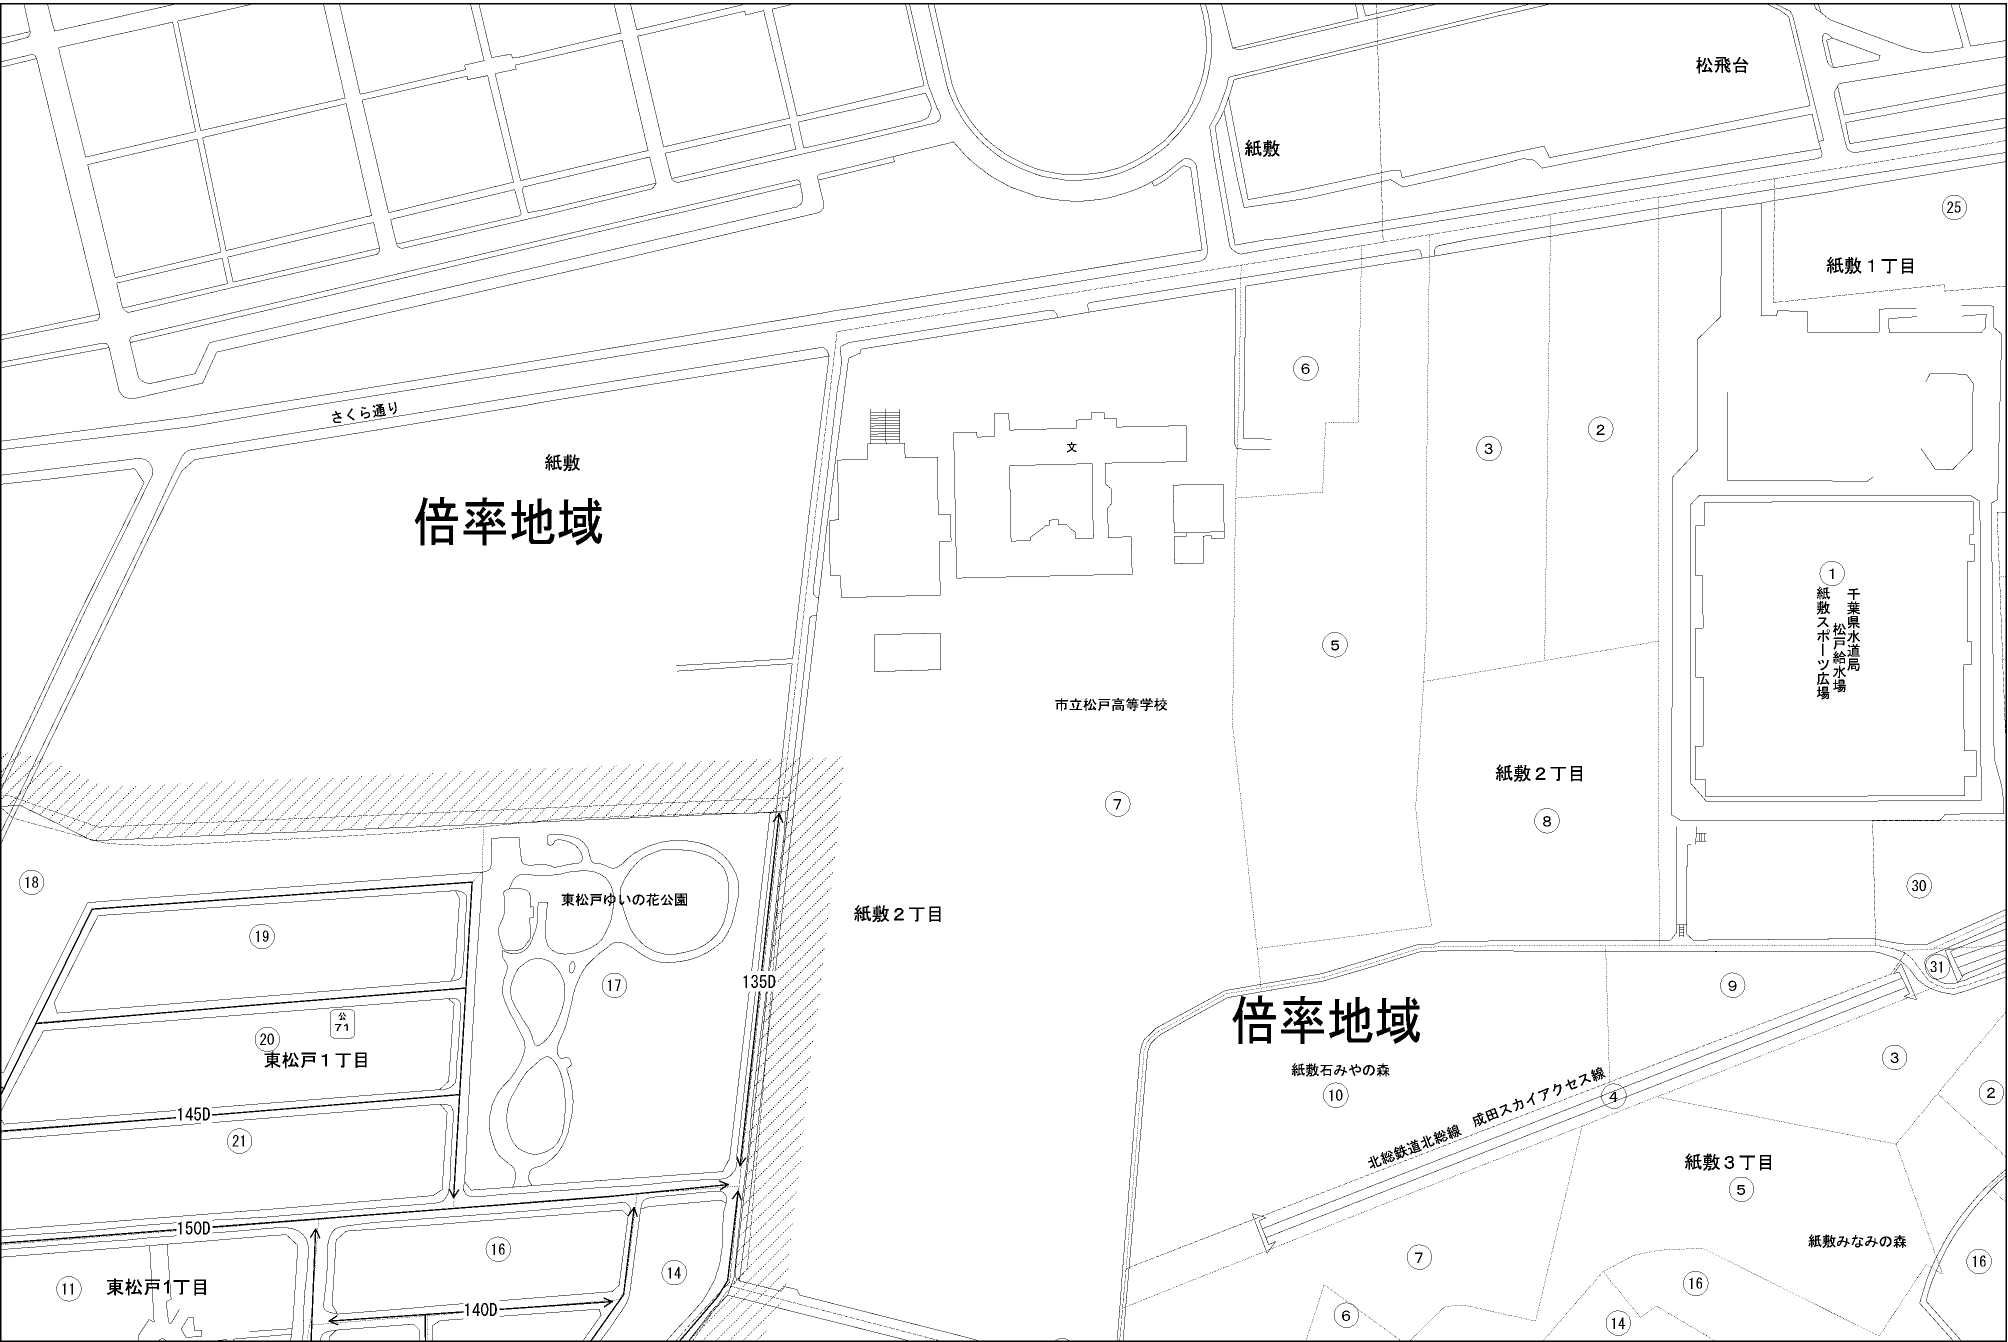 松飛台
紙敷
25
紙敷1丁目
6
さくら通り
2
3
文
紙敷
倍率地域
1
千葉県水道局
松戸給水場
紙敷スポーツ広場
5
市立松戸高等学校
紙敷2丁目
7
8
18
30
東松戸ゆいの花公園
紙敷2丁目
19
31
135D
17
9
倍率地域
公
71
20
東松戸1丁目
3
紙敷石みやの森
10
4
2
145D
北総鉄道北総線 成田スカイアクセス線
21
紙敷3丁目
5
150D
紙敷みなみの森
16
7
16
14
16
11
東松戸1丁目
140D
6
14